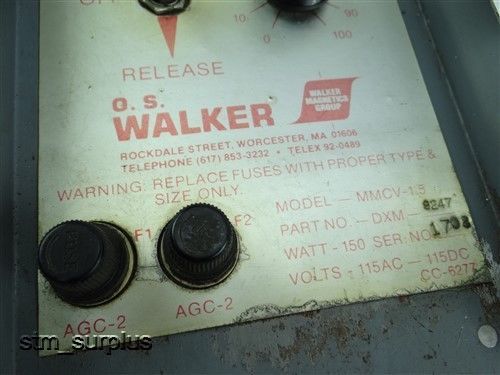 10
90
0
100
RELEASE
O. S.
WALKER
WALKER
MAGNETICS
GROUP
ROCKDALE STREET, WORCESTER, MA 01606
TELEPHONE (617) 853-3232 • TELEX 92-0489
WARNING: REPLACE FUSES WITH PROPER TYPE &
SIZE ONLY.
F1
F2
MODEL – MMCV-1.5
PART NO – DXM – 9247
WATT - 150 SER. NO. 1703
VOLTS - 115AC – 115DC
CC-6277
AGC-2
AGC-2
stm_surplus